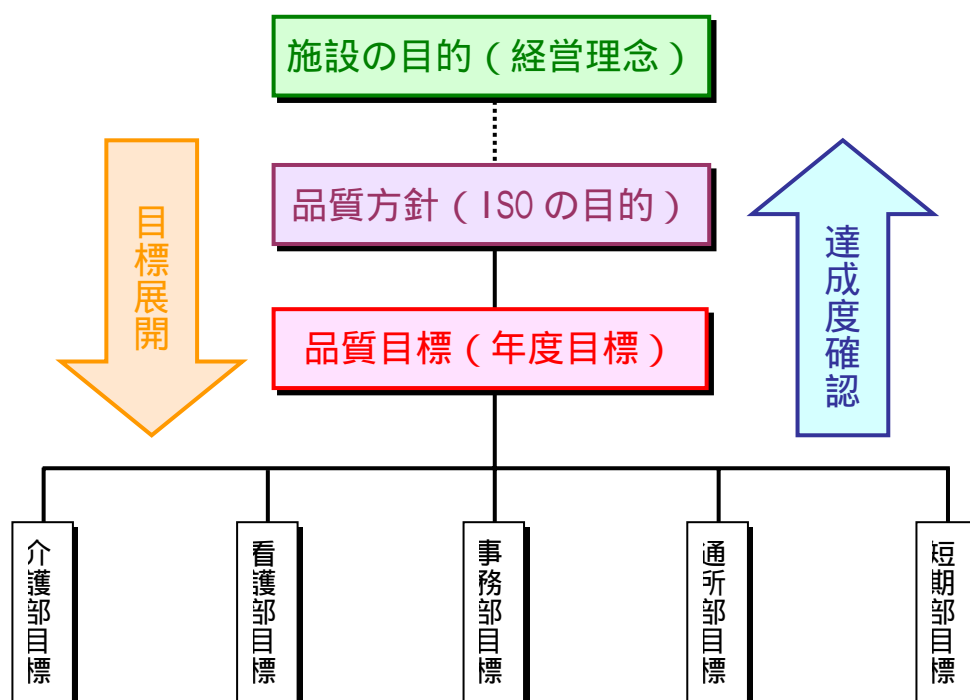 施設の目的（経営理念）
品質方針（ISOの目的）
目標展開
達成度確認
品質目標（年度目標）
介護部目標
看護部目標
事務部目標
通所部目標
短期部目標